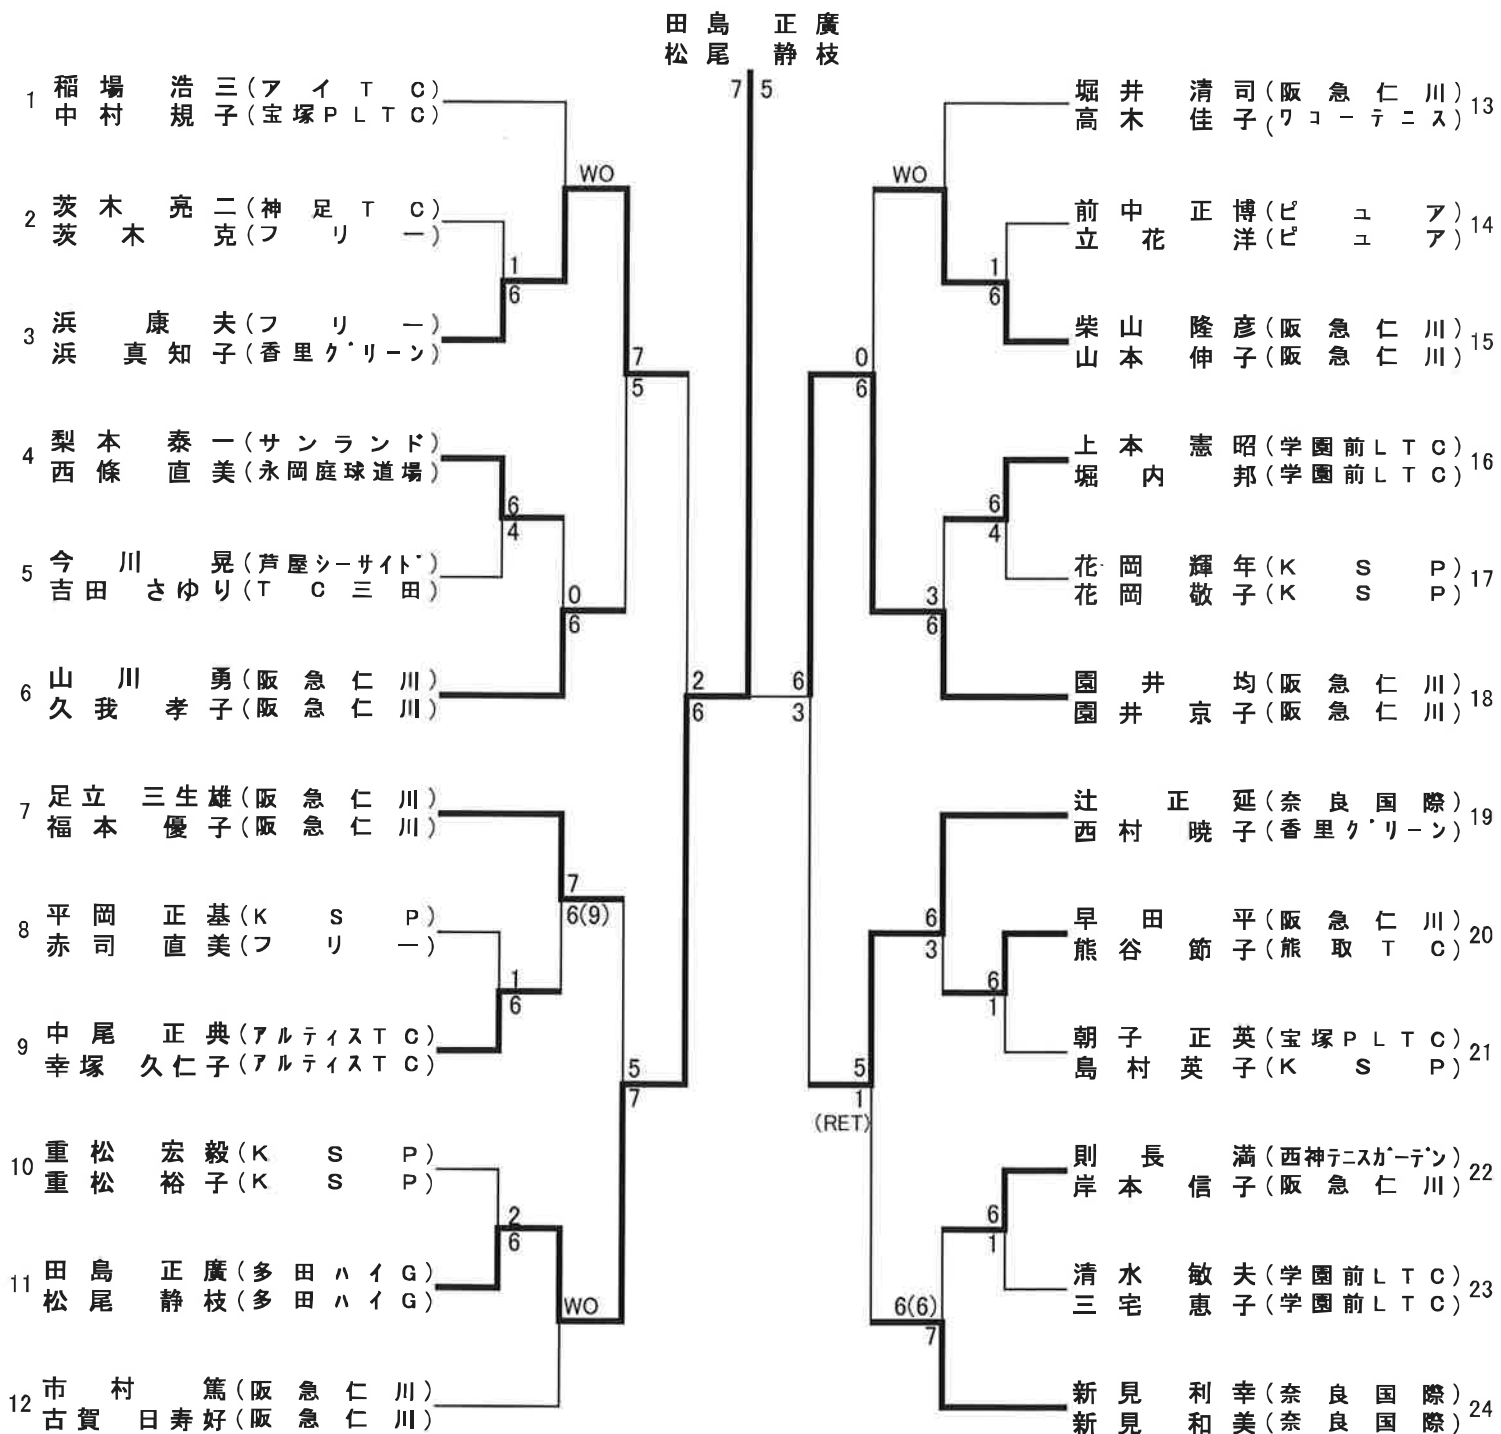 田島 正廣
松尾 静枝
7 5
1 稲場 浩三(アイTC)
中村 規子(宝塚PLTC)
WO
2 茨木 亮二(神足TC)
茨木 克(フリー)
1
6
3 浜 康夫(フリー)
浜 真知子(香里グリーン)
7
5
4 梨本 泰一(サンランド)
西條 直美(永岡庭球道場)
6
4
5 今川 晃(芦屋シーサイド)
吉田 さゆり(TC三田)
0
6
6 山川 勇(阪急仁川)
久我 孝子(阪急仁川)
2
6
7 足立 三生雄(阪急仁川)
福本 優子(阪急仁川)
7
6(9)
8 平岡 正基(KSP)
赤司 直美(フリー)
1
6
9 中尾 正典(アルティスTC)
幸塚 久仁子(アルティスTC)
5
7
10 重松 宏毅(KSP)
重松 裕子(KSP)
2
6
11 田島 正廣(多田ハイG)
松尾 静枝(多田ハイG)
WO
12 市村 篤(阪急仁川)
古賀 日寿好(阪急仁川)
堀井 清司(阪急仁川) 13
高木 佳子(ワコーテニス)
WO
前中 正博(ピュア) 14
立花 洋(ピュア)
1
6
柴山 隆彦(阪急仁川) 15
山本 伸子(阪急仁川)
0
6
上本 憲昭(学園前LTC) 16
堀内 邦(学園前LTC)
6
4
花岡 輝年(KSP) 17
花岡 敬子(KSP)
3
6
園井 均(阪急仁川) 18
園井 京子(阪急仁川)
6
3
辻 正延(奈良国際) 19
西村 暁子(香里グリーン)
6
3
早田 平(阪急仁川) 20
熊谷 節子(熊取TC)
6
1
朝子 正英(宝塚PLTC) 21
島村 英子(KSP)
5
1
(RET)
則長 満(西神テニスガーデン) 22
岸本 信子(阪急仁川)
6
1
清水 敏夫(学園前LTC) 23
三宅 恵子(学園前LTC)
6(6)
7
新見 利幸(奈良国際) 24
新見 和美(奈良国際)